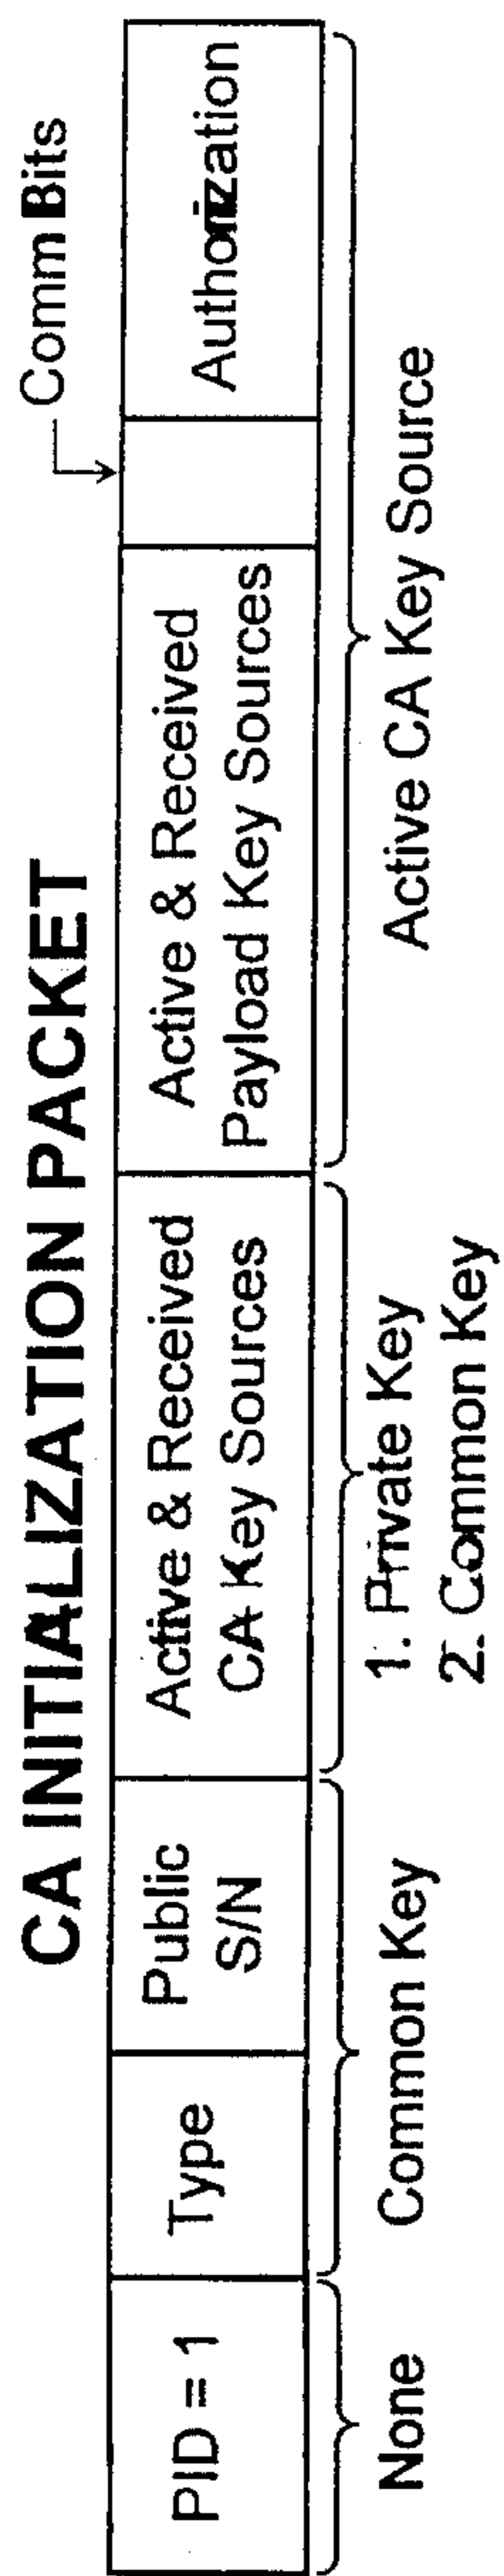 CA INITIALIZATION PACKET
Comm Bits
PID = 1
Type
Public
S/N
Active & Received
CA Key Sources
Active & Received
Payload Key Sources
Authorization
None
Common Key
1. Private Key
2. Common Key
Active CA Key Source